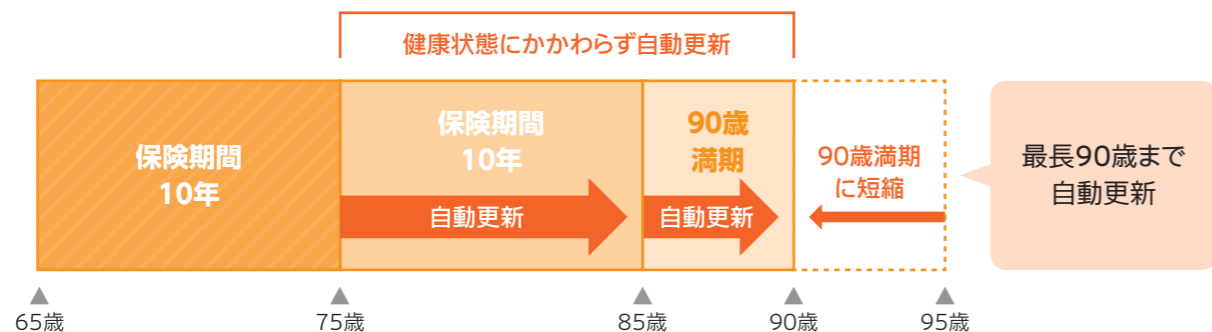 健康状態にかかわらず自動更新
保険期間
10年
保険期間
10年
自動更新
90歳
満期
自動更新
90歳満期
に短縮
最長90歳まで
自動更新
65歳
75歳
85歳
90歳
95歳